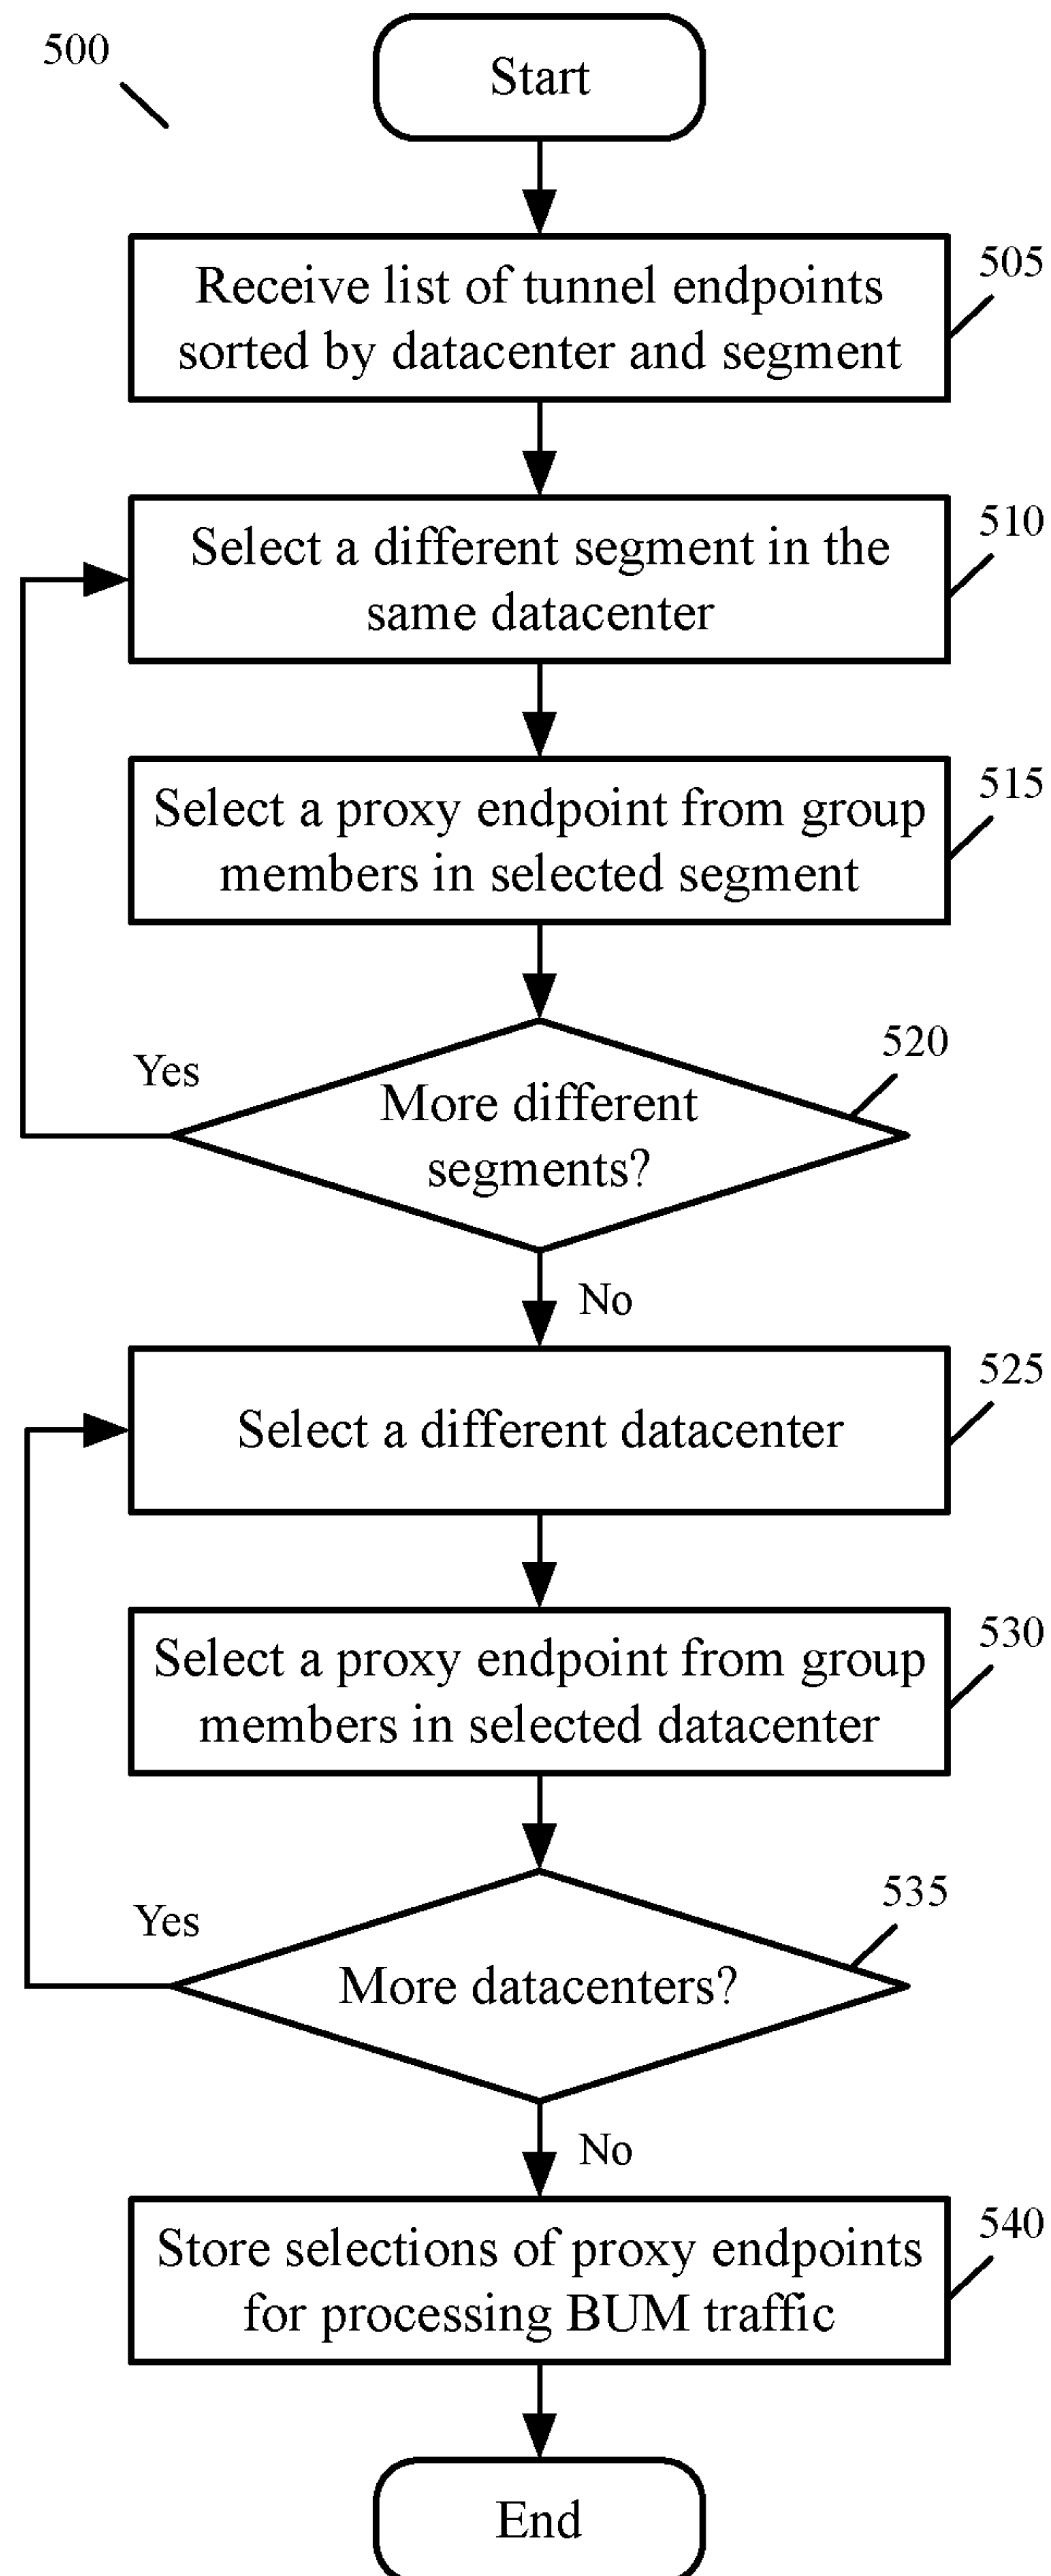 500
Start
505
Receive list of tunnel endpoints
sorted by datacenter and segment
510
Select a different segment in the
same datacenter
515
Select a proxy endpoint from group
members in selected segment
520
Yes
More different
segments?
No
525
Select a different datacenter
530
Select a proxy endpoint from group
members in selected datacenter
535
Yes
More datacenters?
No
540
Store selections of proxy endpoints
for processing BUM traffic
End